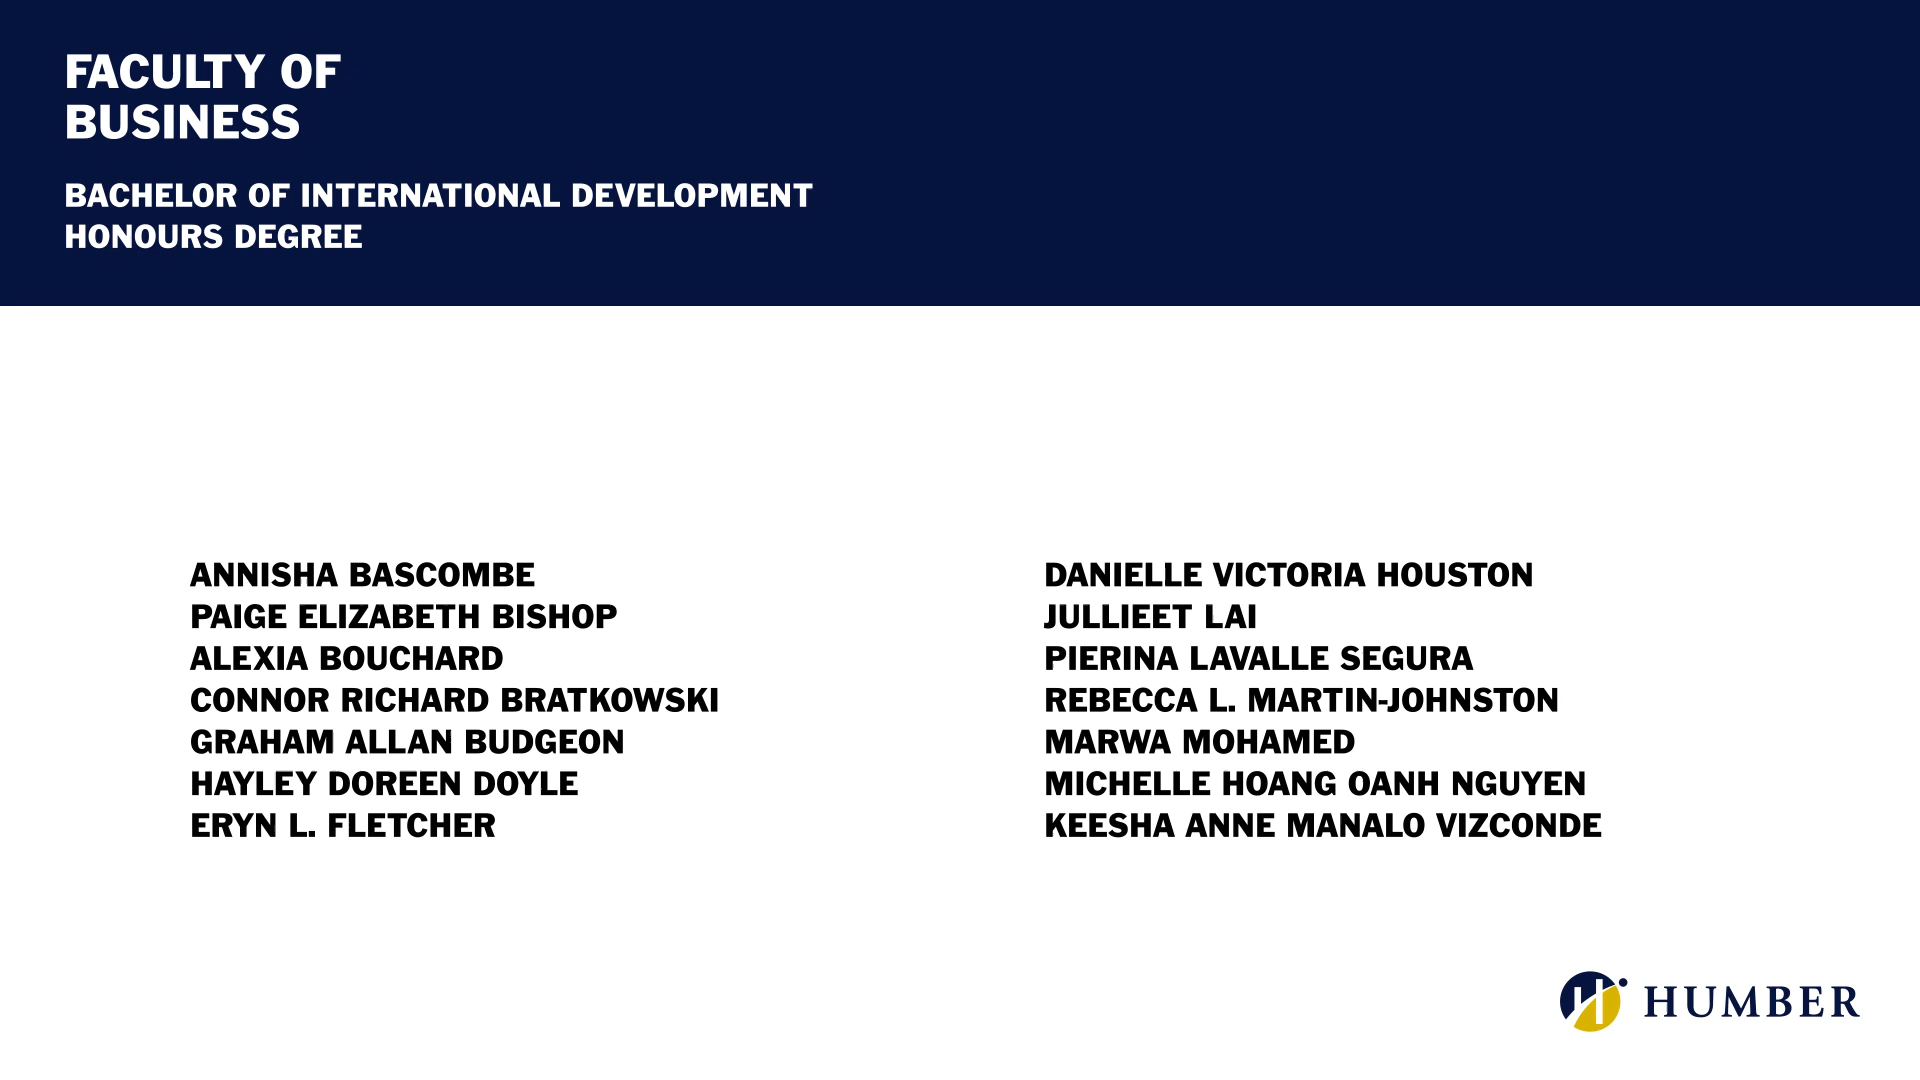 FACULTY OF
BUSINESS
BACHELOR OF INTERNATIONAL DEVELOPMENT
HONOURS DEGREE
ANNISHA BASCOMBE
PAIGE ELIZABETH BISHOP
ALEXIA BOUCHARD
CONNOR RICHARD BRATKOWSKI
GRAHAM ALLAN BUDGEON
HAYLEY DOREEN DOYLE
ERYN L. FLETCHER
DANIELLE VICTORIA HOUSTON
JULLIEET LAI
PIERINA LAVALLE SEGURA
REBECCA L. MARTIN-JOHNSTON
MARWA MOHAMED
MICHELLE HOANG OANH NGUYEN
KEESHA ANNE MANALO VIZCONDE
HUMBER